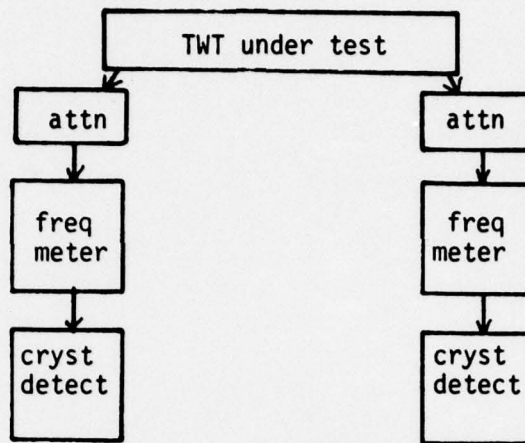 TWT under test
attn
attn
freq
meter
freq
meter
cryst
detect
cryst
detect